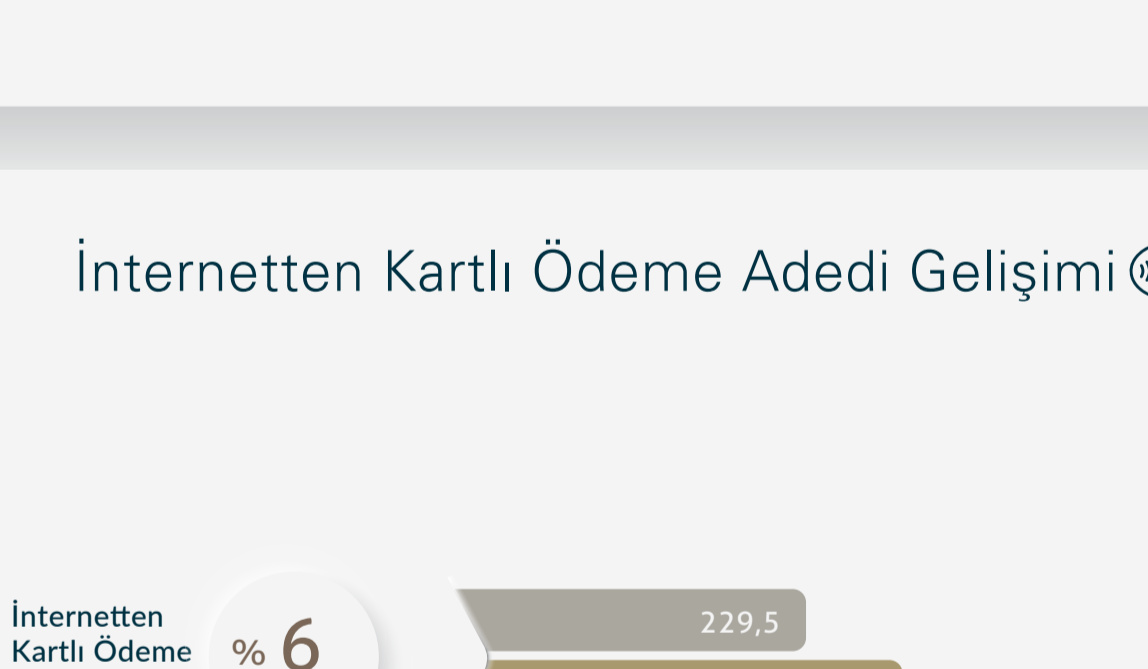 İnternetten Kartlı Ödeme Adedi Gelişimi
İnternetten
Kartlı Ödeme
% 6
229,5